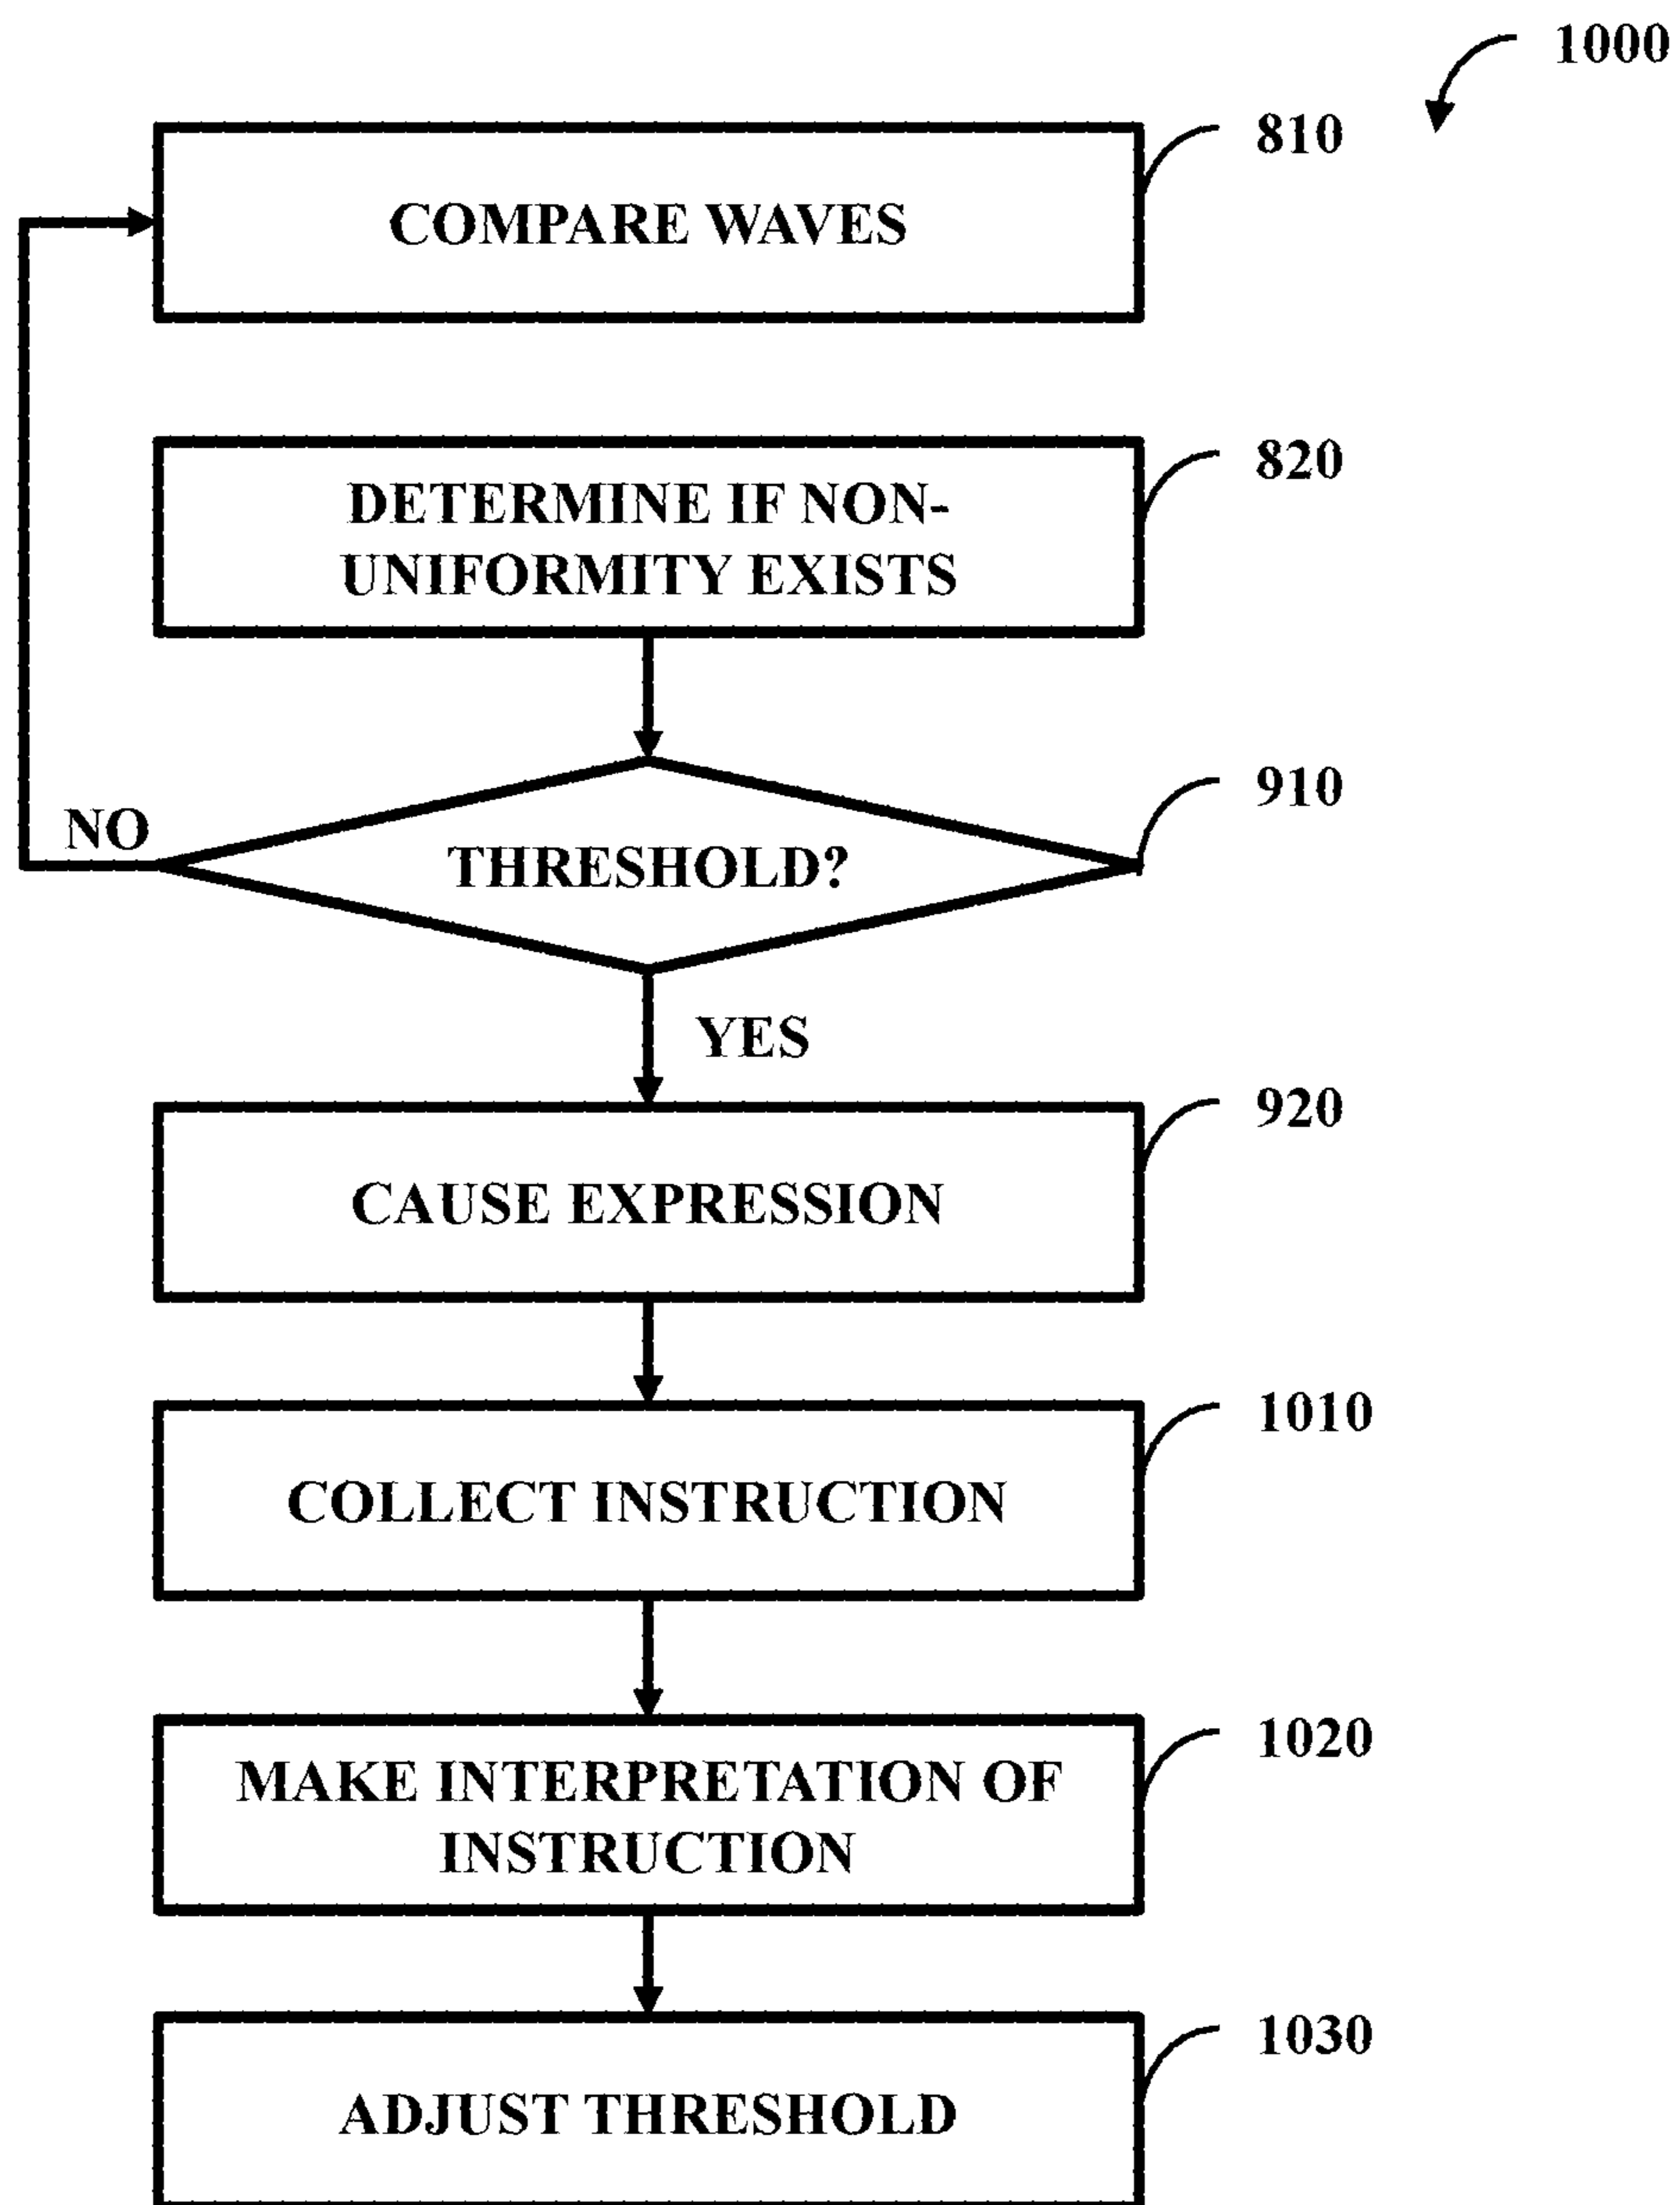 1000
810
COMPARE WAVES
820
DETERMINE IF NON-
UNIFORMITY EXISTS
910
NO
THRESHOLD?
YES
920
CAUSE EXPRESSION
1010
COLLECT INSTRUCTION
1020
MAKE INTERPRETATION OF
INSTRUCTION
1030
ADJUST THRESHOLD